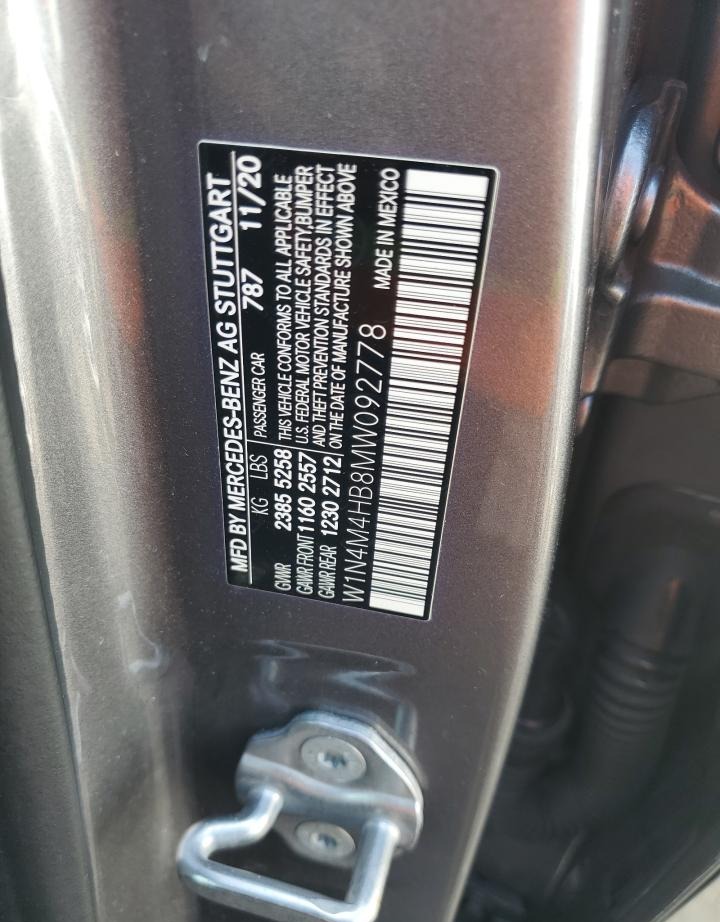 MFD BY MERCEDES-BENZ AG STUTTGART
KG LBS PASSENGER CAR 787 11/20
GVWR 2385 5258 THIS VEHICLE CONFORMS TO ALL APPLICABLE
GAWR FRONT 1160 2557 U.S. FEDERAL MOTOR VEHICLE SAFETY,BUMPER
GAWR REAR 1230 2712 AND THEFT PREVENTION STANDARDS IN EFFECT
ON THE DATE OF MANUFACTURE SHOWN ABOVE
W1N4M4HB8MW092778 MADE IN MEXICO